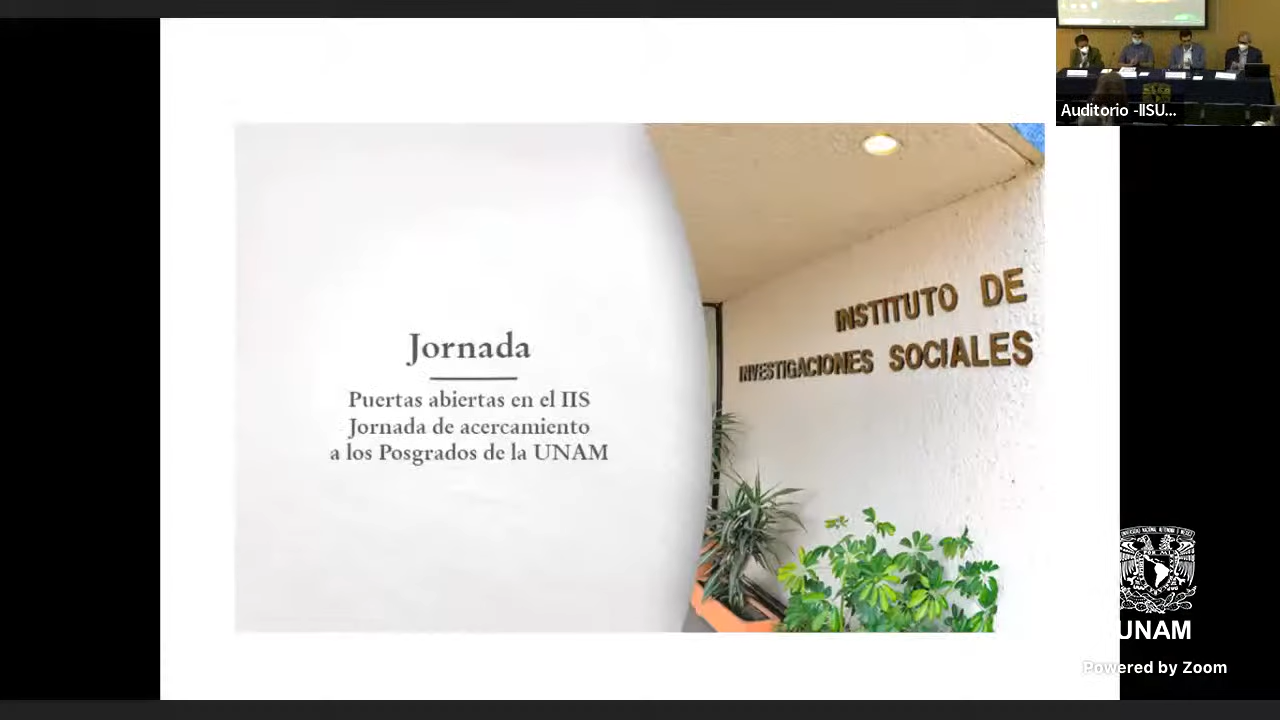 Auditorio -IISU...
Jornada
Puertas abiertas en el IIS
Jornada de acercamiento
a los Posgrados de la UNAM
INSTITUTO DE
INVESTIGACIONES SOCIALES
UNAM
Powered by Zoom